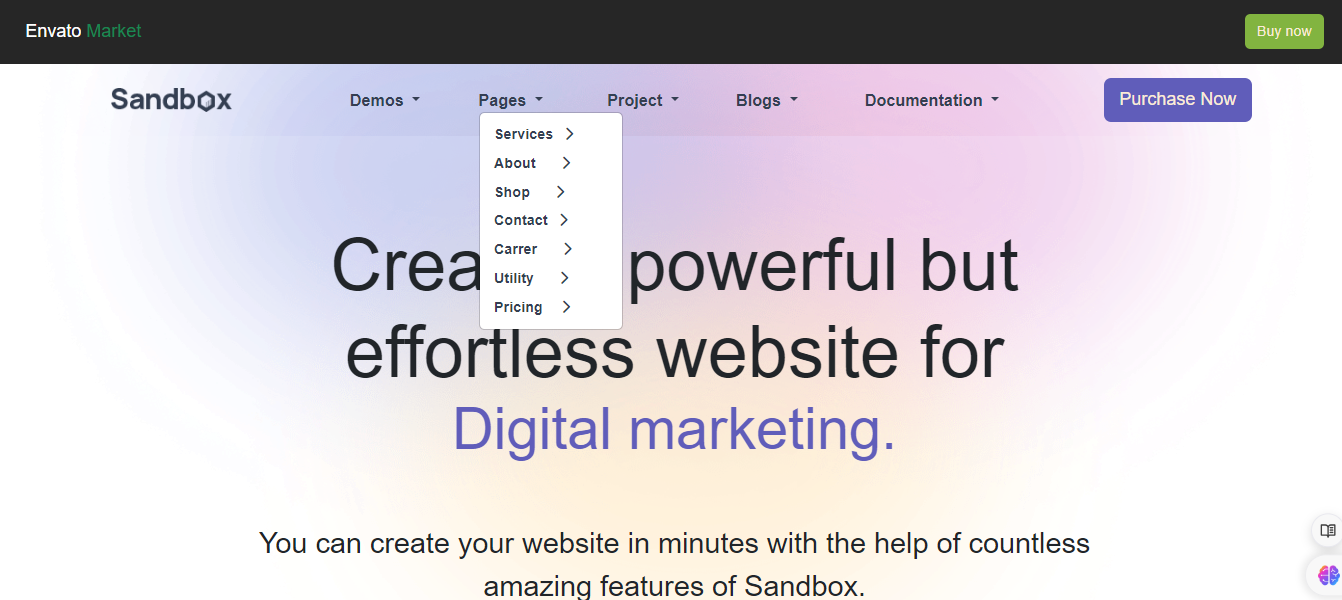 Envato Market
Buy now
Sandbox
Demos
Pages
Project
Blogs
Documentation
Purchase Now
Services
About
Shop
Contact
Carrer
Utility
Pricing
powerful but
effortless website for
Digital marketing.
You can create your website in minutes with the help of countless
amazing features of Sandbox.